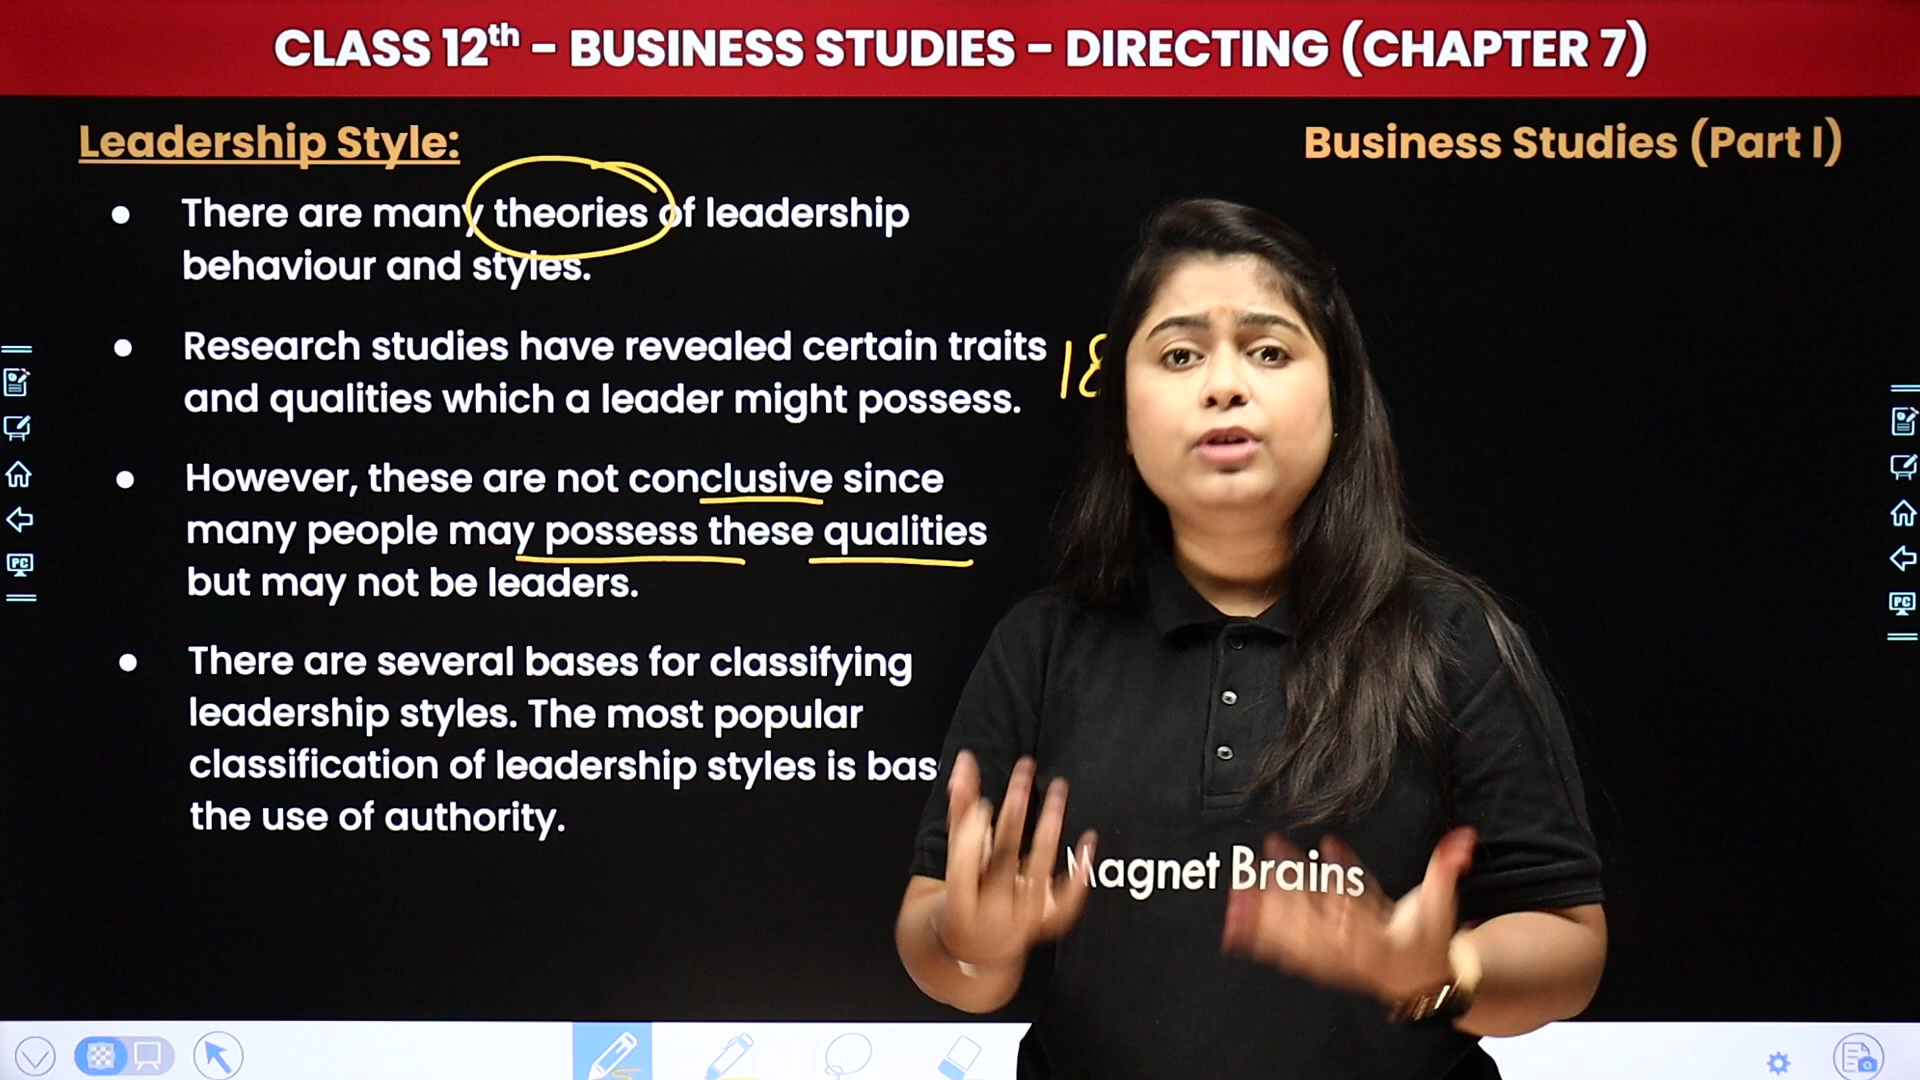 CLASS 12th – BUSINESS STUDIES – DIRECTING (CHAPTER 7)
Leadership Style:
Business Studies (Part I)
There are many theories of leadership
behaviour and styles.
Research studies have revealed certain traits
and qualities which a leader might possess.
18
However, these are not conclusive since
many people may possess these qualities
but may not be leaders.
There are several bases for classifying
leadership styles. The most popular
classification of leadership styles is
the use of authority.
Magnet Brains
PC
PC